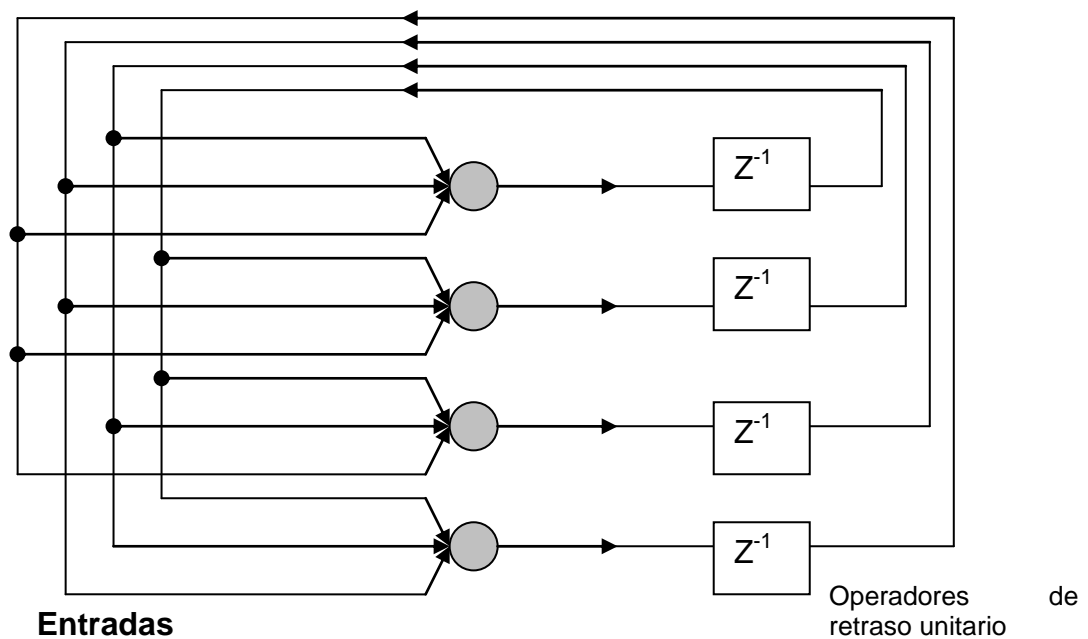 Z-1
Z-1
Z-1
Z-1
Entradas
Operadores de
retraso unitario